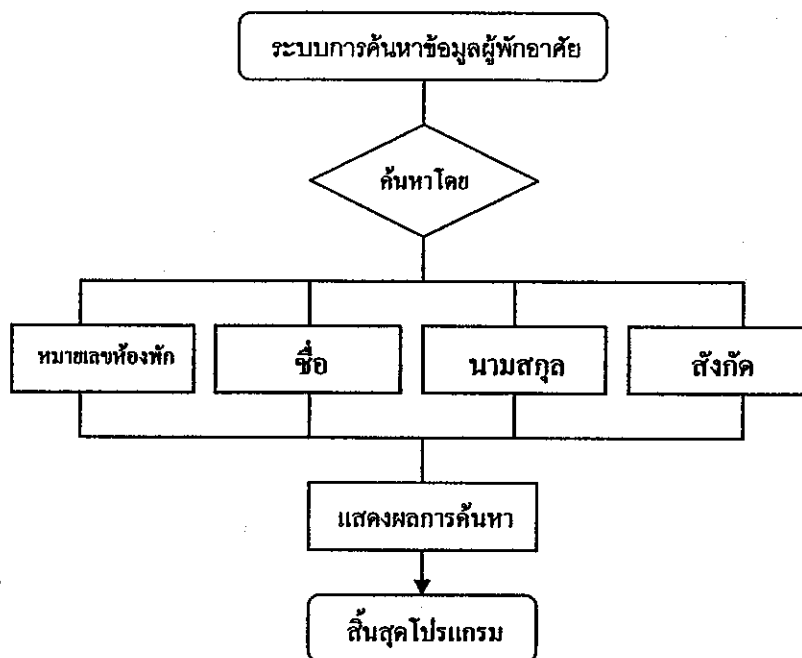 ระบบการค้นหาข้อมูลผู้พักอาศัย
ค้นหาโดย
หมายเลขห้องพัก
ชื่อ
นามสกุล
สังกัด
แสดงผลการค้นหา
สิ้นสุดโปรแกรม